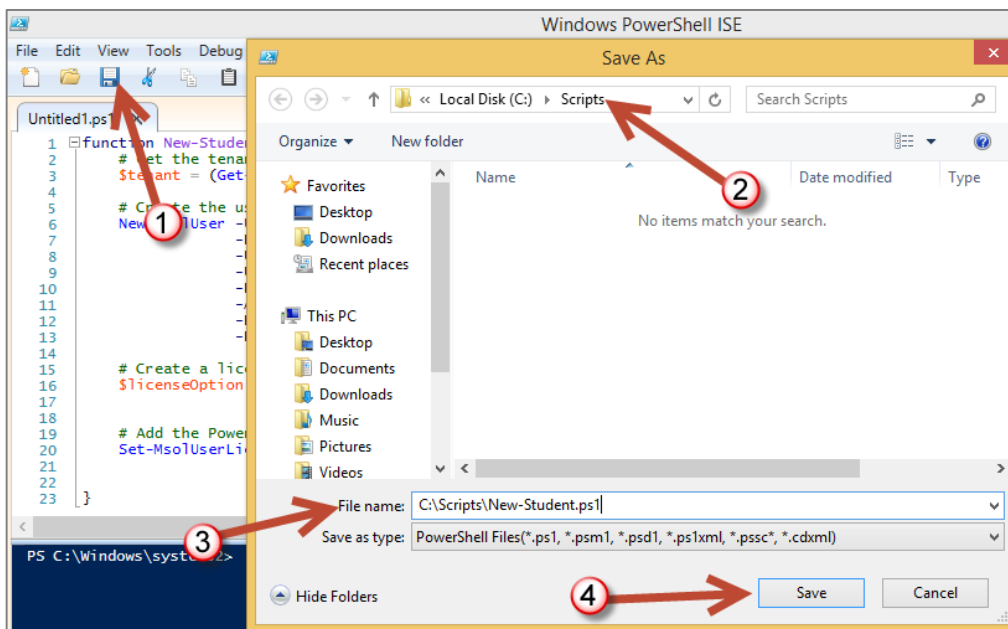 Windows PowerShell ISE
File Edit View Tools Debug
Untitled1.ps1 X
1 function New-Stude
2 # Get the tena
3 $tenant = (Get-
4
5 # Create the us
6 New-MsolUser -U
7
8
9
10
11
12
13
14
15 # Create a lice
16 $licenseOption
17
18
19 # Add the Power
20 Set-MsolUserLi
21
22
23 }
PS C:\Windows\system32>
Save As
« Local Disk (C:) Scripts
Search Scripts
Organize New folder
Favorites
Desktop
Downloads
Recent places
This PC
Desktop
Documents
Downloads
Music
Pictures
Videos
Name Date modified Type
No items match your search.
File name: C:\Scripts\New-Student.ps1
Save as type: PowerShell Files(*.ps1, *.psm1, *.psd1, *.ps1xml, *.pssc*, *.cdxml)
Hide Folders
Save Cancel
1
2
3
4